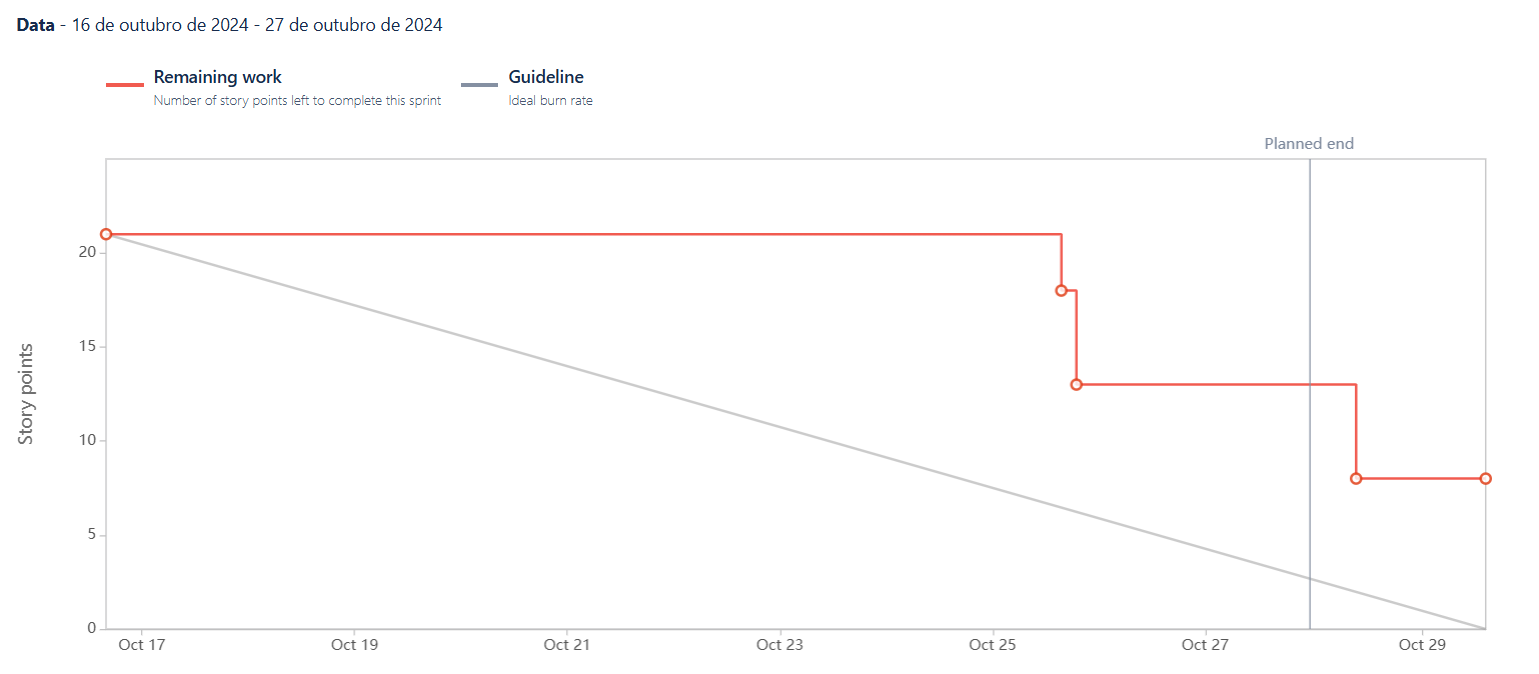 Data - 16 de outubro de 2024 - 27 de outubro de 2024
Remaining work
Number of story points left to complete this sprint
Guideline
Ideal burn rate
Planned end
Story points
20
15
10
5
0
Oct 17
Oct 19
Oct 21
Oct 23
Oct 25
Oct 27
Oct 29